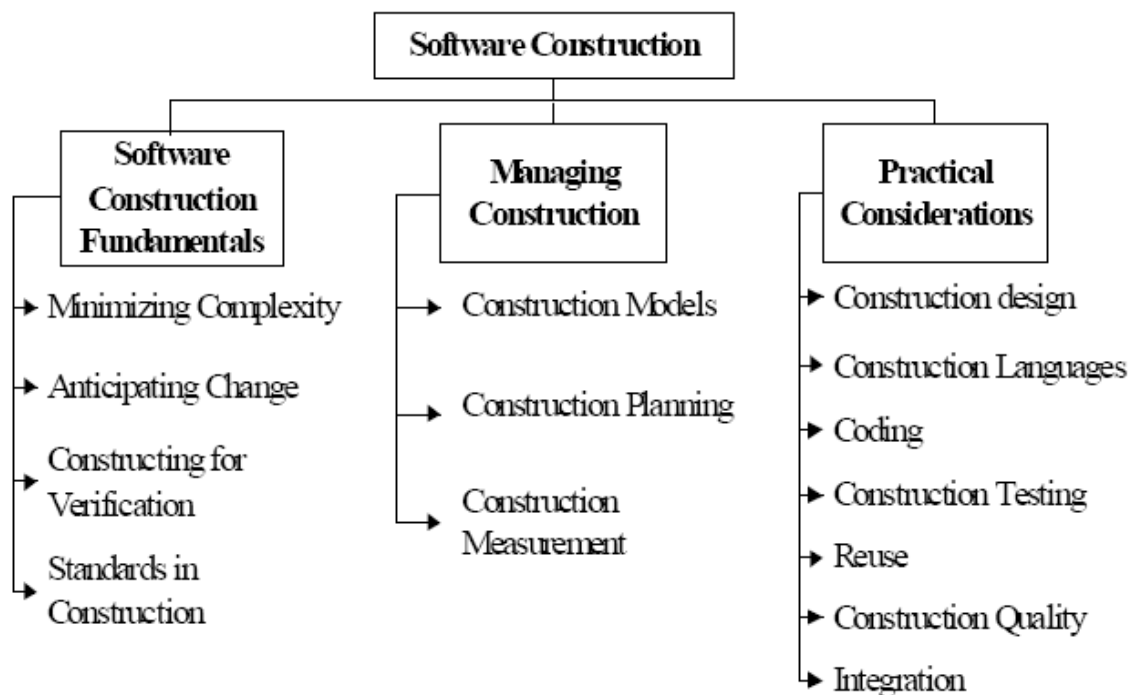 Software Construction
Software
Construction
Fundamentals
Minimizing Complexity
Anticipating Change
Constructing for
Verification
Standards in
Construction
Managing
Construction
Construction Models
Construction Planning
Construction
Measurement
Practical
Considerations
Construction design
Construction Languages
Coding
Construction Testing
Reuse
Construction Quality
Integration